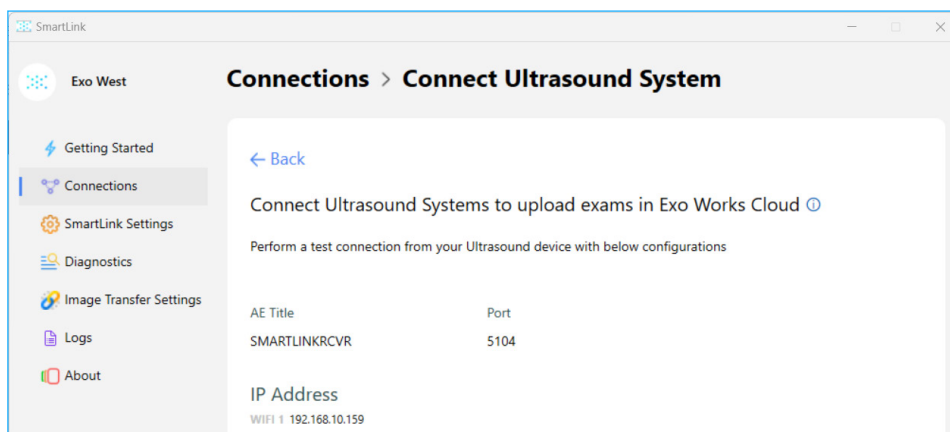 SmartLink
Exo West
Connections > Connect Ultrasound System
Getting Started
Connections
SmartLink Settings
Diagnostics
Image Transfer Settings
Logs
About
← Back
Connect Ultrasound Systems to upload exams in Exo Works Cloud
Perform a test connection from your Ultrasound device with below configurations
AE Title Port
SMARTLINKRCVR 5104
IP Address
WIFI 1 192.168.10.159